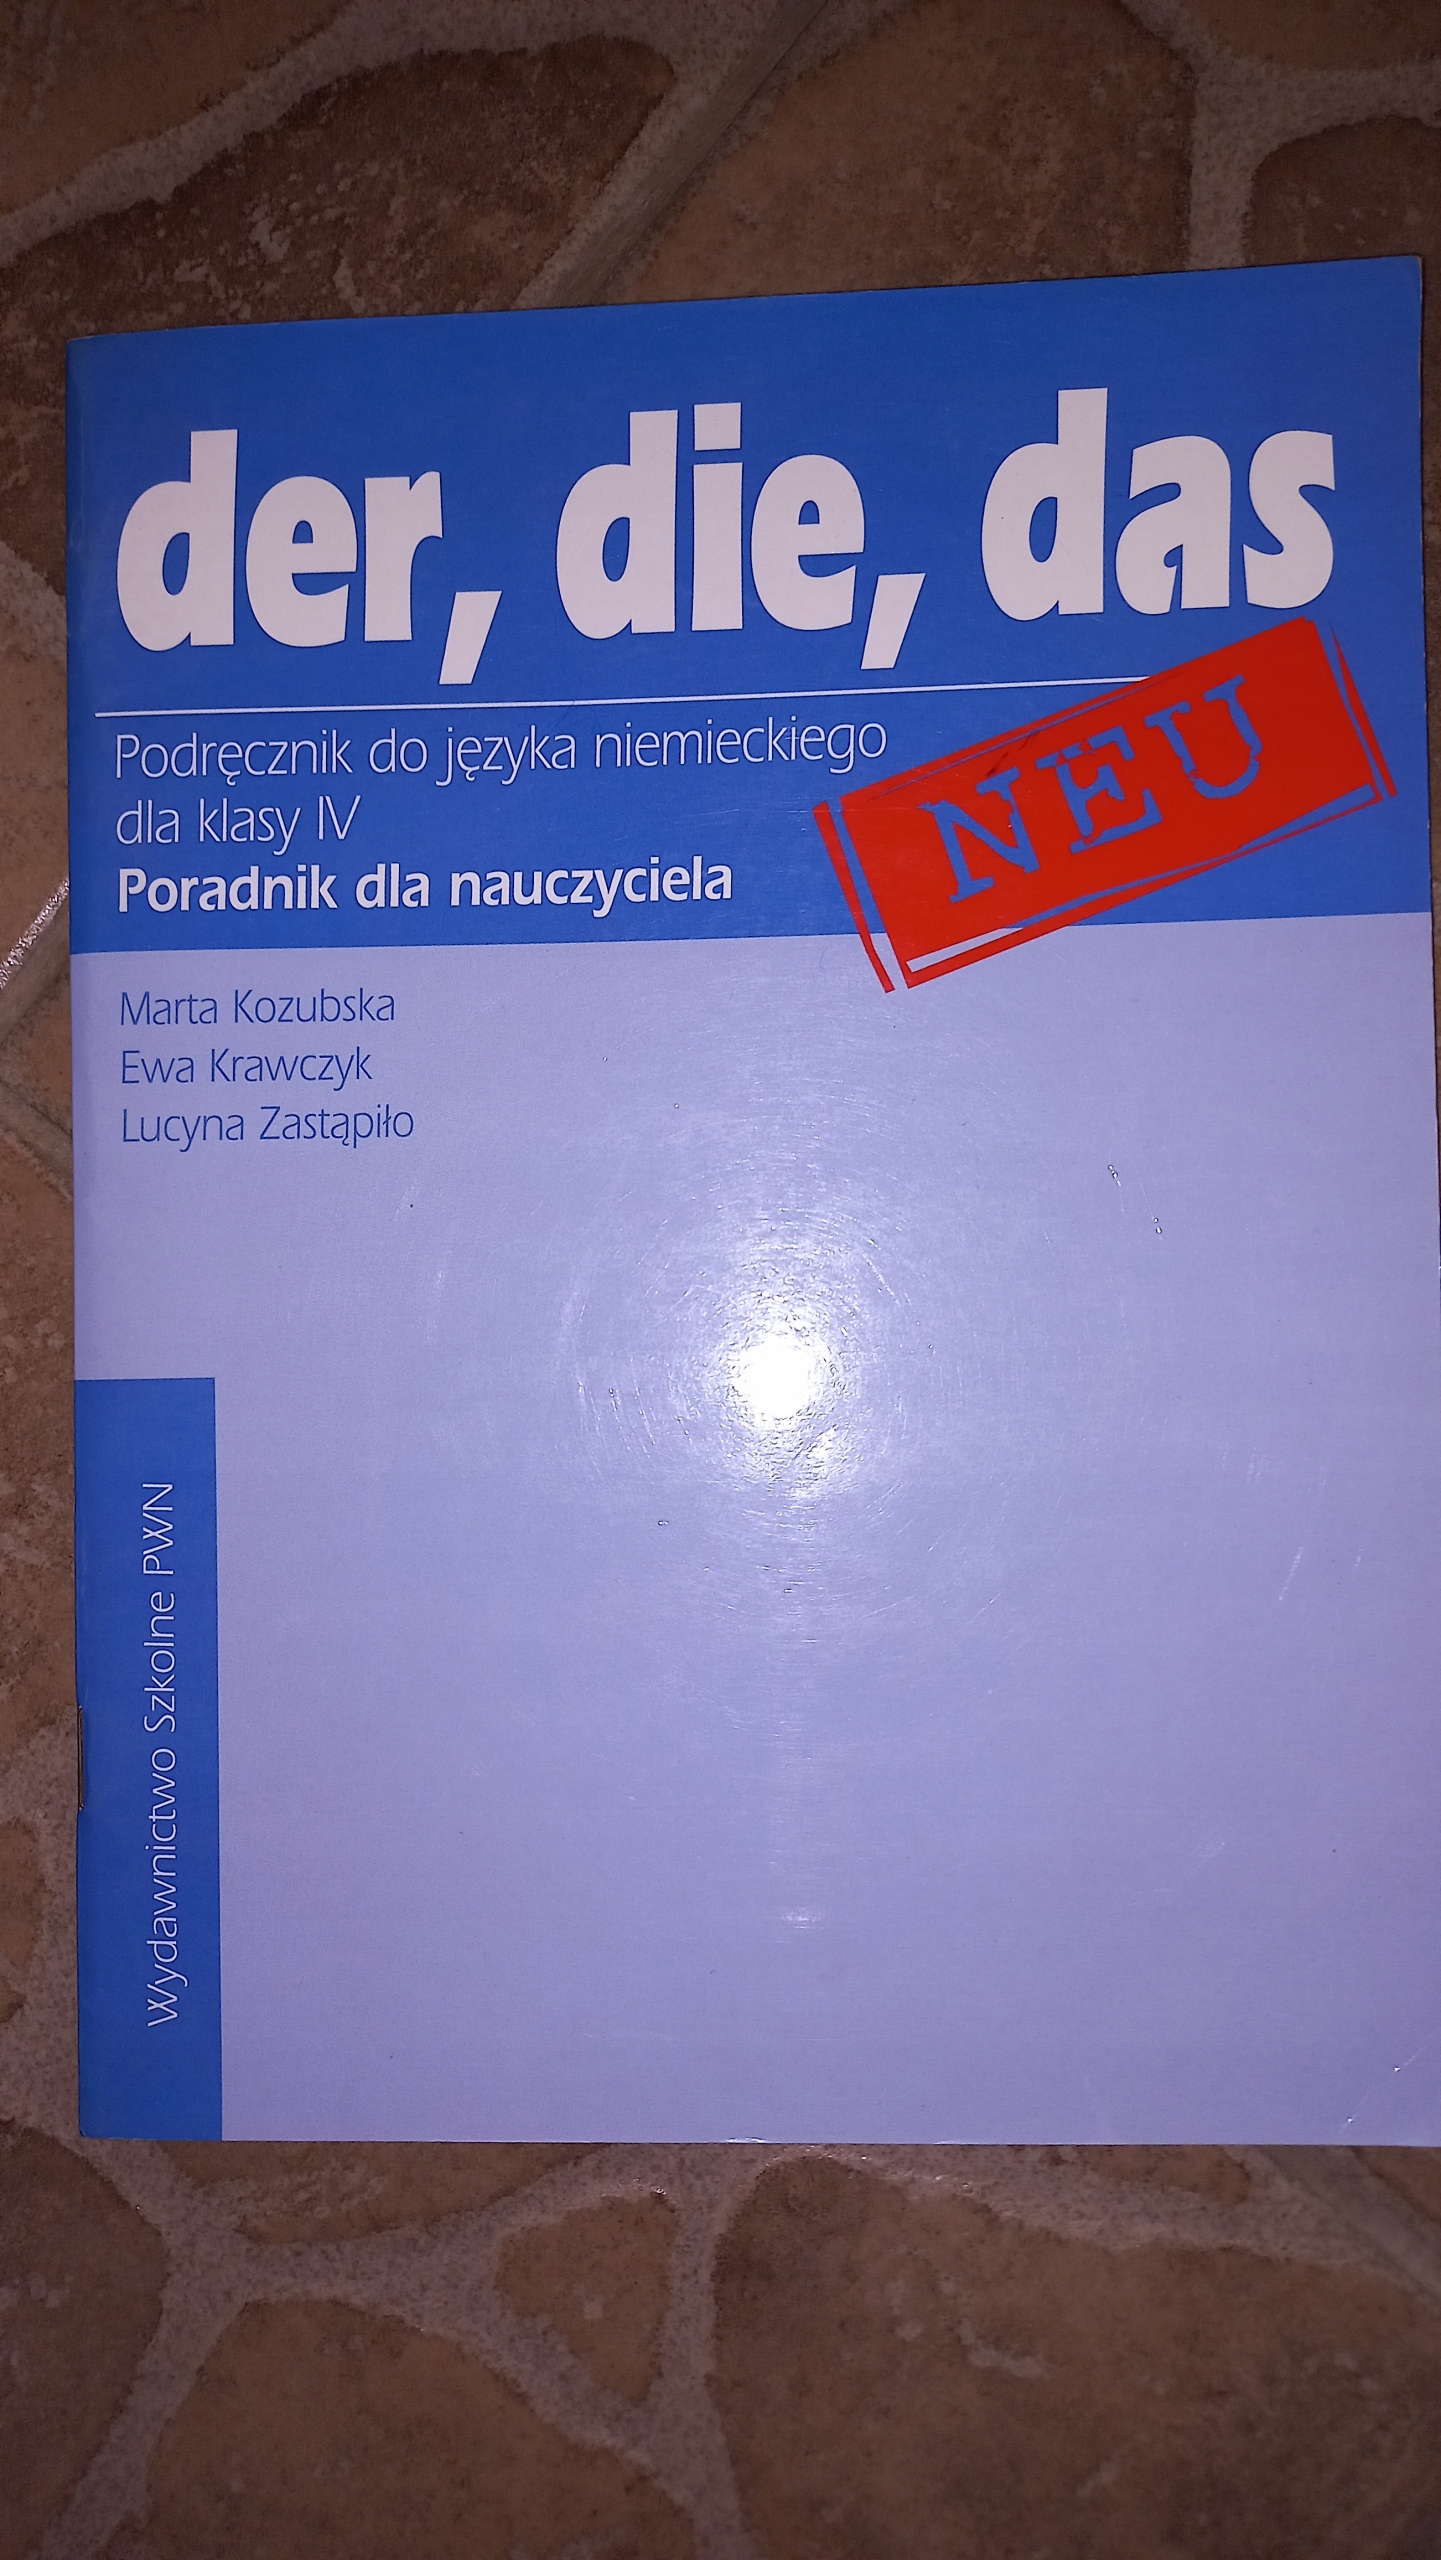 der, die, das
NEU
Podręcznik do języka niemieckiego
dla klasy IV
Poradnik dla nauczyciela
Marta Kozubska
Ewa Krawczyk
Lucyna Zastąpiło
Wydawnictwo Szkolne PWN